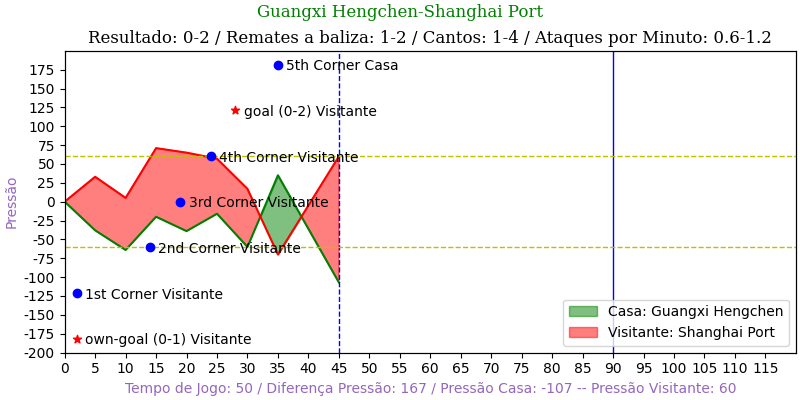 Guangxi Hengchen-Shanghai Port
Resultado: 0-2 / Remates a baliza: 1-2 / Cantos: 1-4 / Ataques por Minuto: 0.6-1.2
Pressão
175
150
125
100
75
50
25
0
-25
-50
-75
-100
-125
-150
-175
-200
5th Corner Casa
goal (0-2) Visitante
4th Corner Visitante
3rd Corner Visitante
2nd Corner Visitante
1st Corner Visitante
own-goal (0-1) Visitante
Casa: Guangxi Hengchen
Visitante: Shanghai Port
0 5 10 15 20 25 30 35 40 45 50 55 60 65 70 75 80 85 90 95 100 105 110 115
Tempo de Jogo: 50 / Diferença Pressão: 167 / Pressão Casa: -107 -- Pressão Visitante: 60